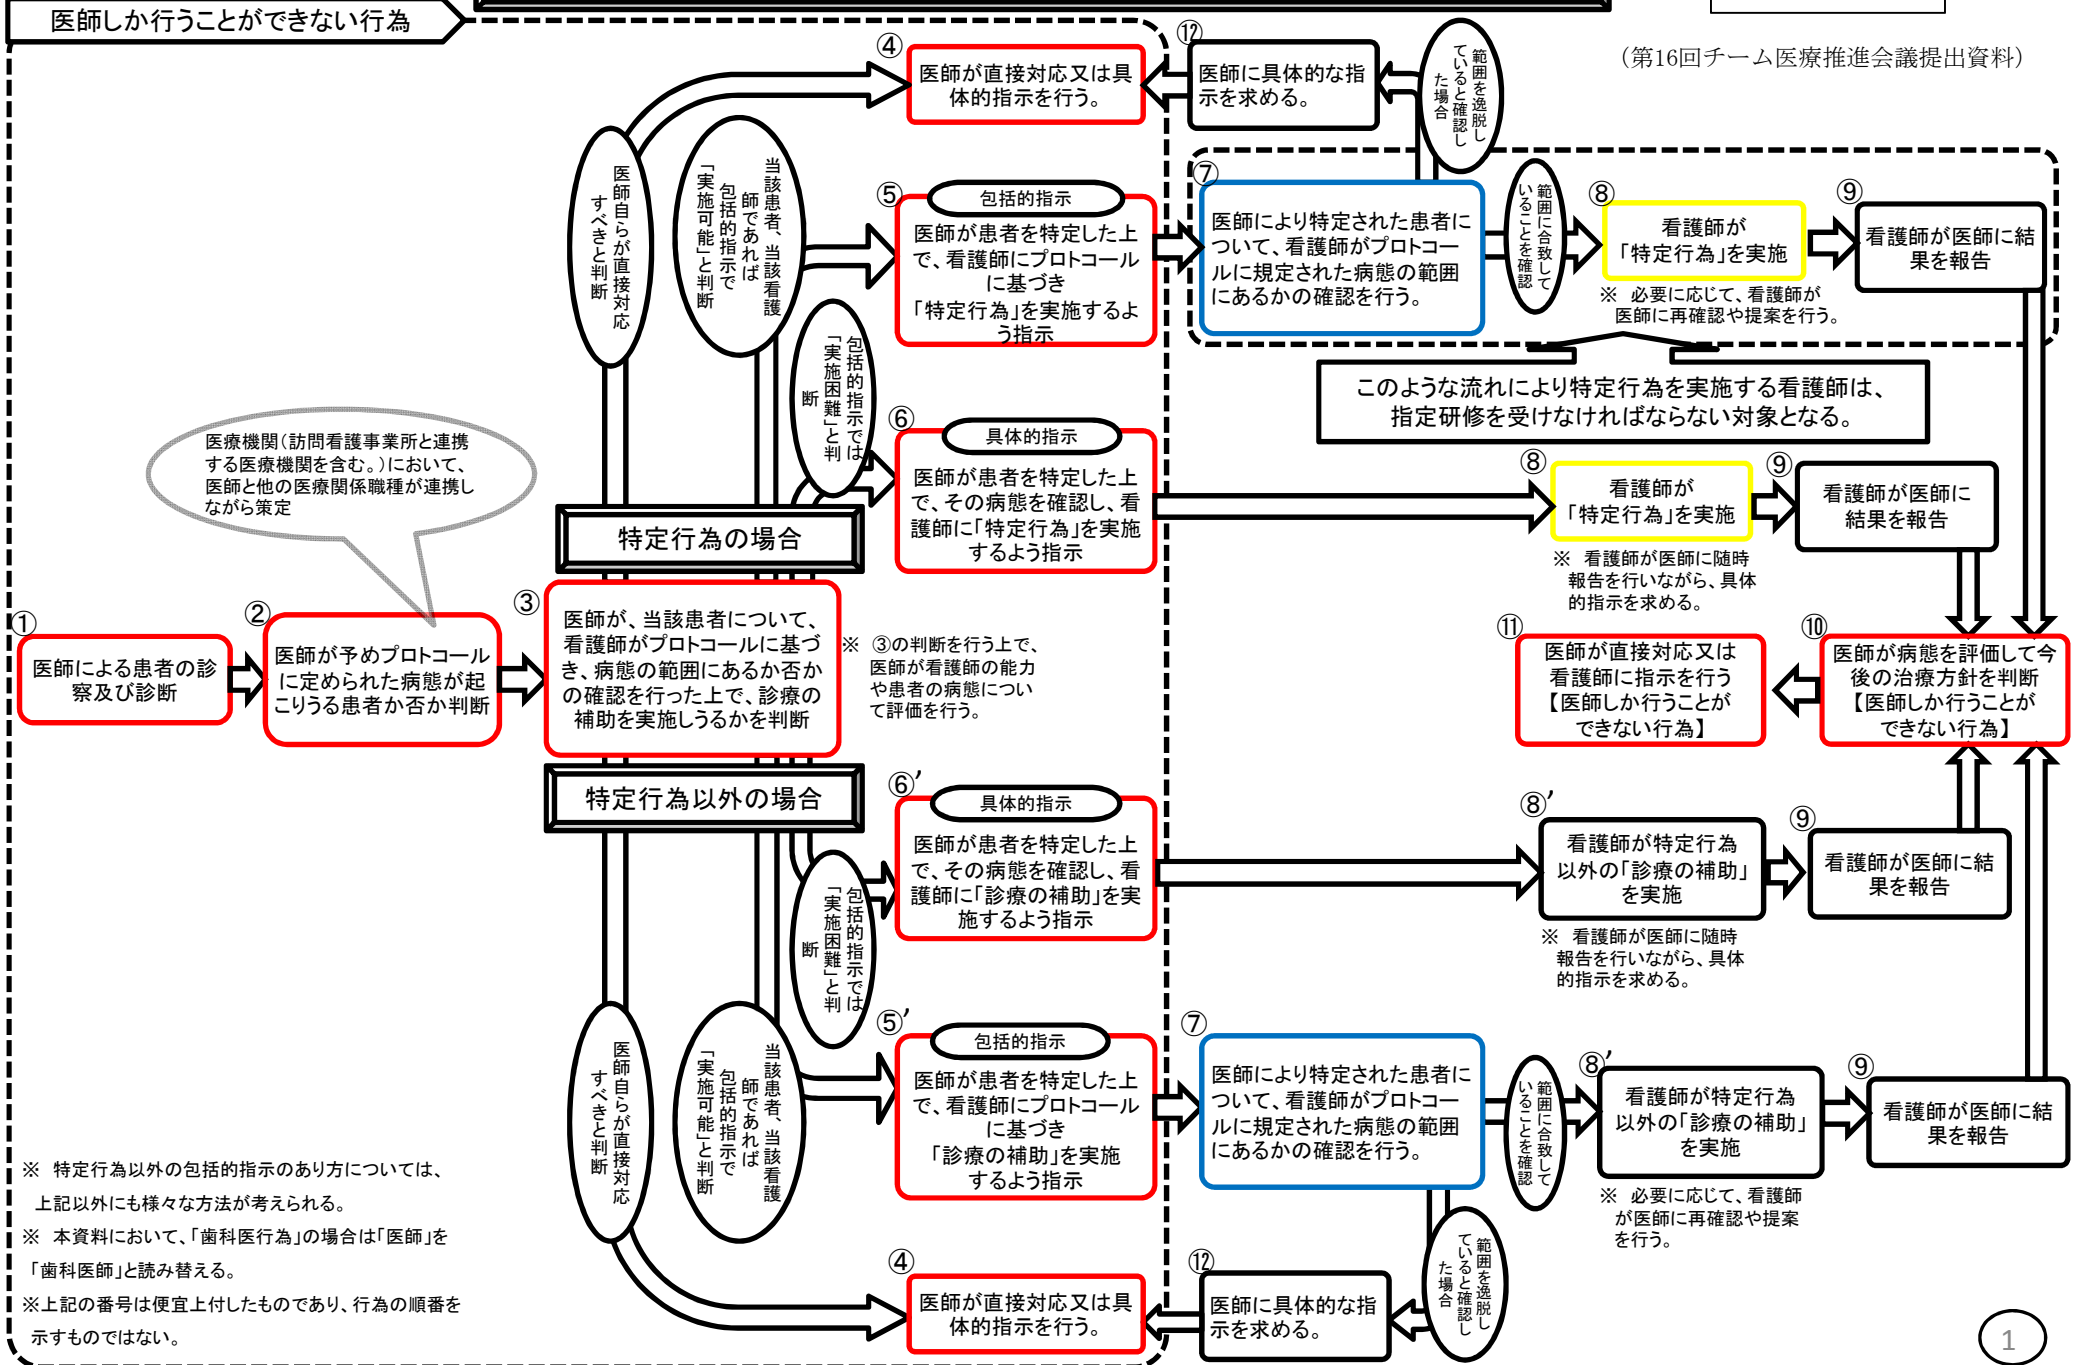 医師しか行うことができない行為
(第16回チーム医療推進会議提出資料)
④
医師が直接対応又は具
体的指示を行う。
⑫
医師に具体的な指
示を求める。
範囲を逸脱し
ていると確認し
た場合
医師自らが直接対応
すべきと判断
当該患者、当該看護
師であれば
包括的指示で
「実施可能」と判断
⑤
包括的指示
医師が患者を特定した上
で、看護師にプロトコール
に基づき
「特定行為」を実施するよ
う指示
⑦
医師により特定された患者に
ついて、看護師がプロトコー
ルに規定された病態の範囲
にあるかの確認を行う。
範囲に合致して
いることを確認
⑧
看護師が
「特定行為」を実施
※ 必要に応じて、看護師が
医師に再確認や提案を行う。
⑨
看護師が医師に結
果を報告
このような流れにより特定行為を実施する看護師は、
指定研修を受けなければならない対象となる。
包括的指示では
「実施困難」と判
断
⑥
具体的指示
医師が患者を特定した上
で、その病態を確認し、看
護師に「特定行為」を実施
するよう指示
⑧
看護師が
「特定行為」を実施
※ 看護師が医師に随時
報告を行いながら、具体
的指示を求める。
⑨
看護師が医師に
結果を報告
医療機関(訪問看護事業所と連携
する医療機関を含む。)において、
医師と他の医療関係職種が連携し
ながら策定
特定行為の場合
①
医師による患者の診
察及び診断
②
医師が予めプロトコール
に定められた病態が起
こりうる患者か否か判断
③
医師が、当該患者について、
看護師がプロトコールに基づ
き、病態の範囲にあるか否か
の確認を行った上で、診療の
補助を実施しうるかを判断
※ ③の判断を行う上で、
医師が看護師の能力
や患者の病態につい
て評価を行う。
⑪
医師が直接対応又は
看護師に指示を行う
【医師しか行うことが
できない行為】
⑩
医師が病態を評価して今
後の治療方針を判断
【医師しか行うことが
できない行為】
特定行為以外の場合
包括的指示では
「実施困難」と判
断
⑥’
具体的指示
医師が患者を特定した上
で、その病態を確認し、看
護師に「診療の補助」を実
施するよう指示
⑧’
看護師が特定行為
以外の「診療の補助」
を実施
※ 看護師が医師に随時
報告を行いながら、具体
的指示を求める。
⑨
看護師が医師に結
果を報告
医師自らが直接対応
すべきと判断
当該患者、当該看護
師であれば
包括的指示で
「実施可能」と判断
⑤’
包括的指示
医師が患者を特定した上
で、看護師にプロトコール
に基づき
「診療の補助」を実施
するよう指示
⑦
医師により特定された患者に
ついて、看護師がプロトコー
ルに規定された病態の範囲
にあるかの確認を行う。
範囲に合致して
いることを確認
⑧’
看護師が特定行為
以外の「診療の補助」
を実施
※ 必要に応じて、看護師
が医師に再確認や提案
を行う。
⑨
看護師が医師に結
果を報告
範囲を逸脱し
ていると確認し
た場合
⑫
医師に具体的な指
示を求める。
④
医師が直接対応又は具
体的指示を行う。
※ 特定行為以外の包括的指示のあり方については、
上記以外にも様々な方法が考えられる。
※ 本資料において、「歯科医行為」の場合は「医師」を
「歯科医師」と読み替える。
※上記の番号は便宜上付したものであり、行為の順番を
示すものではない。
1